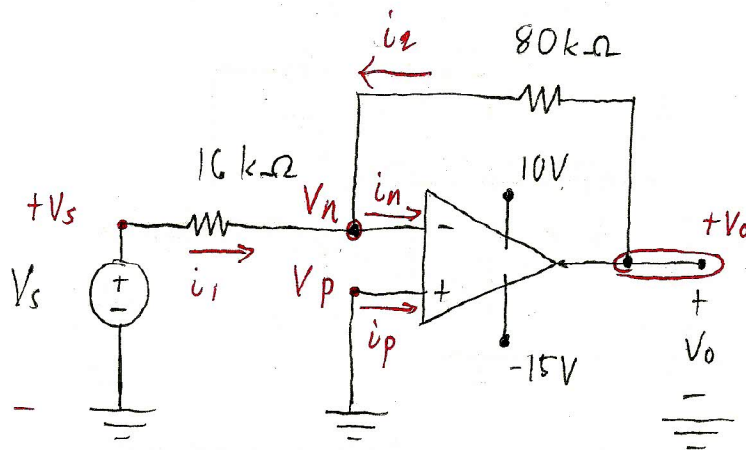 i₂
80kΩ
16kΩ
10V
+Vs
Vn
in
-
+Vo
Vs
+
-
i₁
Vp
+
ip
+
-15V
Vo
-
-